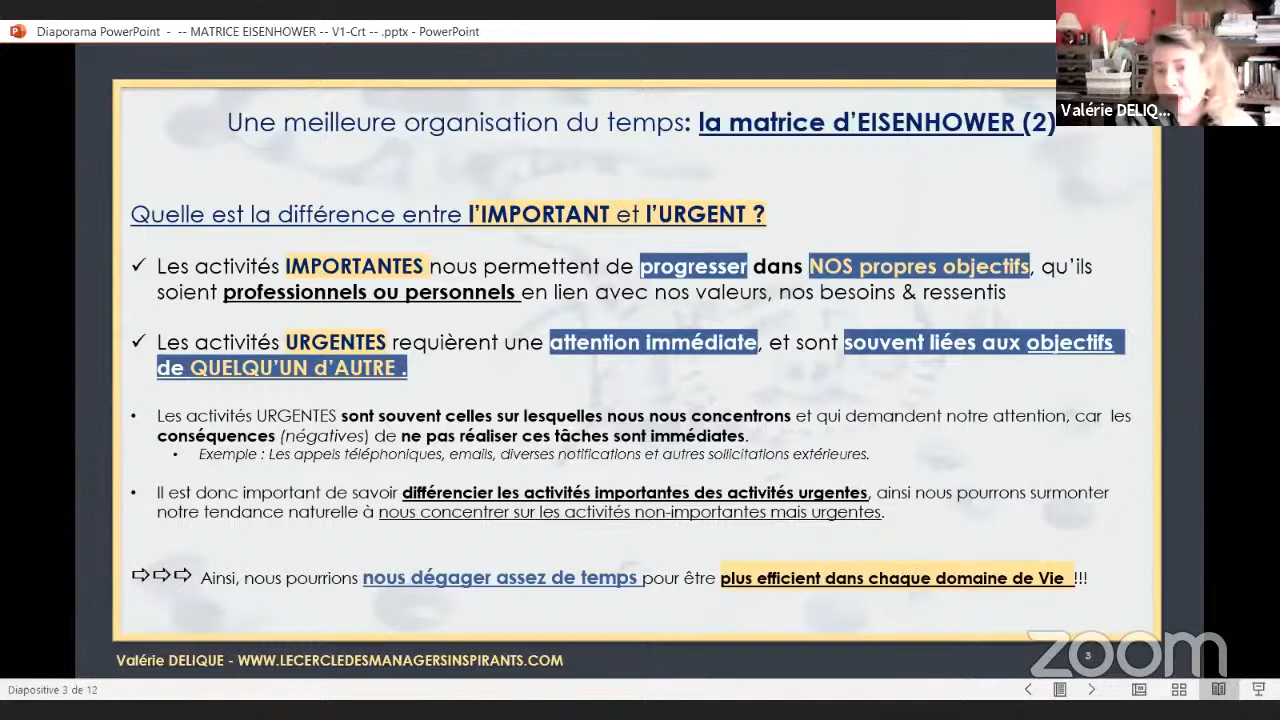 Diaporama PowerPoint - -- MATRICE EISENHOWER -- V1-Crt -- .pptx - PowerPoint
Valérie DELIQ...
Une meilleure organisation du temps: la matrice d'EISENHOWER (2)
Quelle est la différence entre l'IMPORTANT et l'URGENT ?
✓ Les activités IMPORTANTES nous permettent de progresser dans NOS propres objectifs, qu'ils
soient professionnels ou personnels en lien avec nos valeurs, nos besoins & ressentis
✓ Les activités URGENTES requièrent une attention immédiate, et sont souvent liées aux objectifs
de QUELQU'UN d'AUTRE .
• Les activités URGENTES sont souvent celles sur lesquelles nous nous concentrons et qui demandent notre attention, car les
conséquences (négatives) de ne pas réaliser ces tâches sont immédiates.
• Exemple : Les appels téléphoniques, emails, diverses notifications et autres sollicitations extérieures.
• Il est donc important de savoir différencier les activités importantes des activités urgentes, ainsi nous pourrons surmonter
notre tendance naturelle à nous concentrer sur les activités non-importantes mais urgentes.
⇨⇨⇨ Ainsi, nous pourrions nous dégager assez de temps pour être plus efficient dans chaque domaine de Vie !!!
Valérie DELIQUE - WWW.LECERCLEDESMANAGERSINSPIRANTS.COM
3
zoom
Diapositive 3 de 12